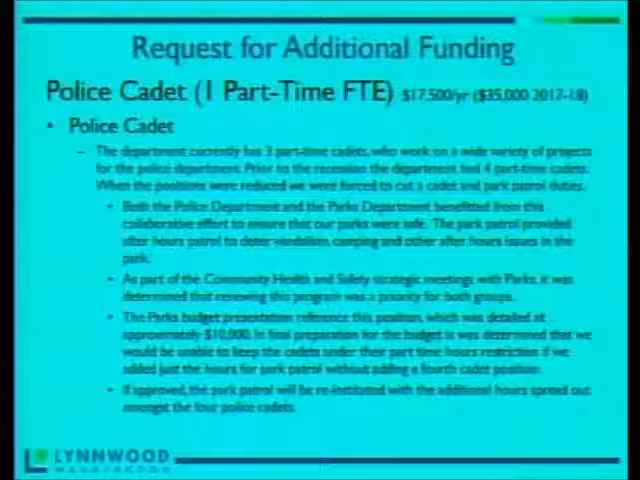 Request for Additional Funding
Police Cadet (1 Part-Time FTE) $17,500/yr ($35,000 2017-18)
• Police Cadet
– The department currently has 3 part-time cadets, who work on a wide variety of projects
for the police department. Prior to the recession the department had 4 part-time cadets.
When the positions were reduced we were forced to cut a cadet and park patrol duties.
• Both the Police Department and the Parks Department benefitted from this
collaborative effort to ensure that our parks were safe. The park patrol provided
after hours patrol to deter vandalism, camping and other after hours issues in the
park.
• As part of the Community Health and Safety strategic meetings with Parks, it was
determined that renewing this program was a priority for both groups.
• The Parks budget presentation reference this position, which was detailed at
approximately $10,000. In final preparation for the budget is was determined that we
would be unable to keep the cadets under their part time hours restriction if we
added just the hours for park patrol without adding a fourth cadet position.
• If approved, the park patrol will be re-instituted with the additional hours spread out
amongst the four police cadets.
LYNNWOOD
WASHINGTON